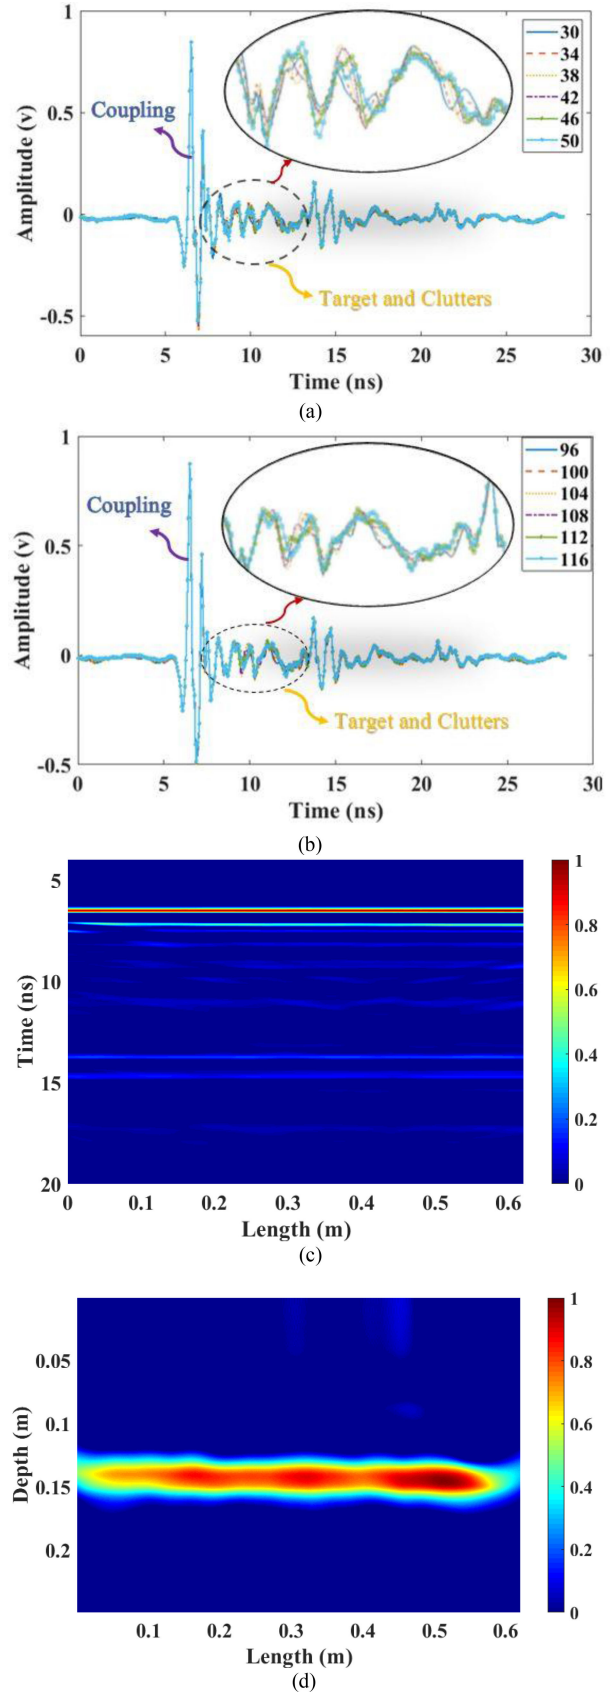 1
0.5
0
-0.5
Amplitude (v)
Coupling
30
34
38
42
46
50
Target and Clutters
0 5 10 15 20 25 30
Time (ns)
(a)
1
0.5
0
-0.5
Amplitude (v)
Coupling
96
100
104
108
112
116
Target and Clutters
0 5 10 15 20 25 30
Time (ns)
(b)
5
10
15
20
Time (ns)
0 0.1 0.2 0.3 0.4 0.5 0.6
Length (m)
1
0.8
0.6
0.4
0.2
0
(c)
0.05
0.1
0.15
0.2
Depth (m)
0.1 0.2 0.3 0.4 0.5 0.6
Length (m)
1
0.8
0.6
0.4
0.2
0
(d)